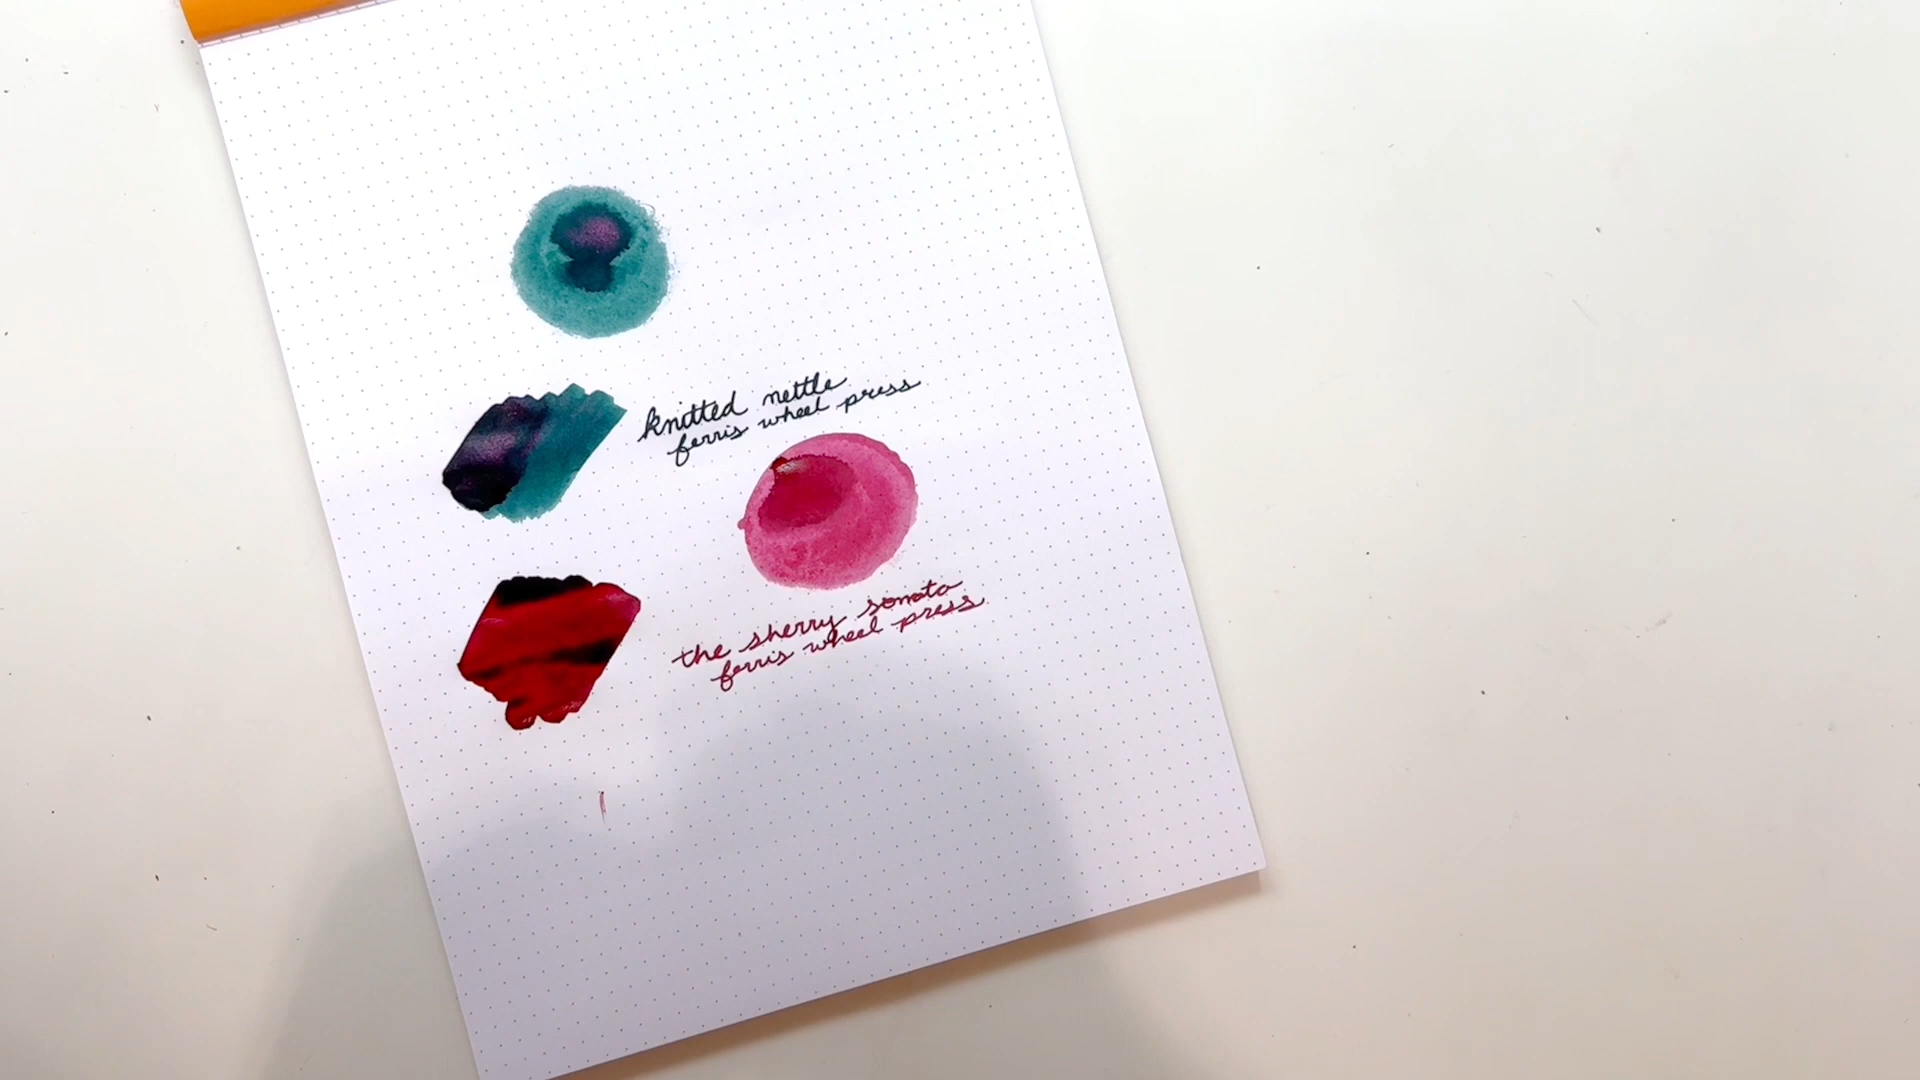 knitted nettle
ferris wheel press
the sherry sonata
ferris wheel press